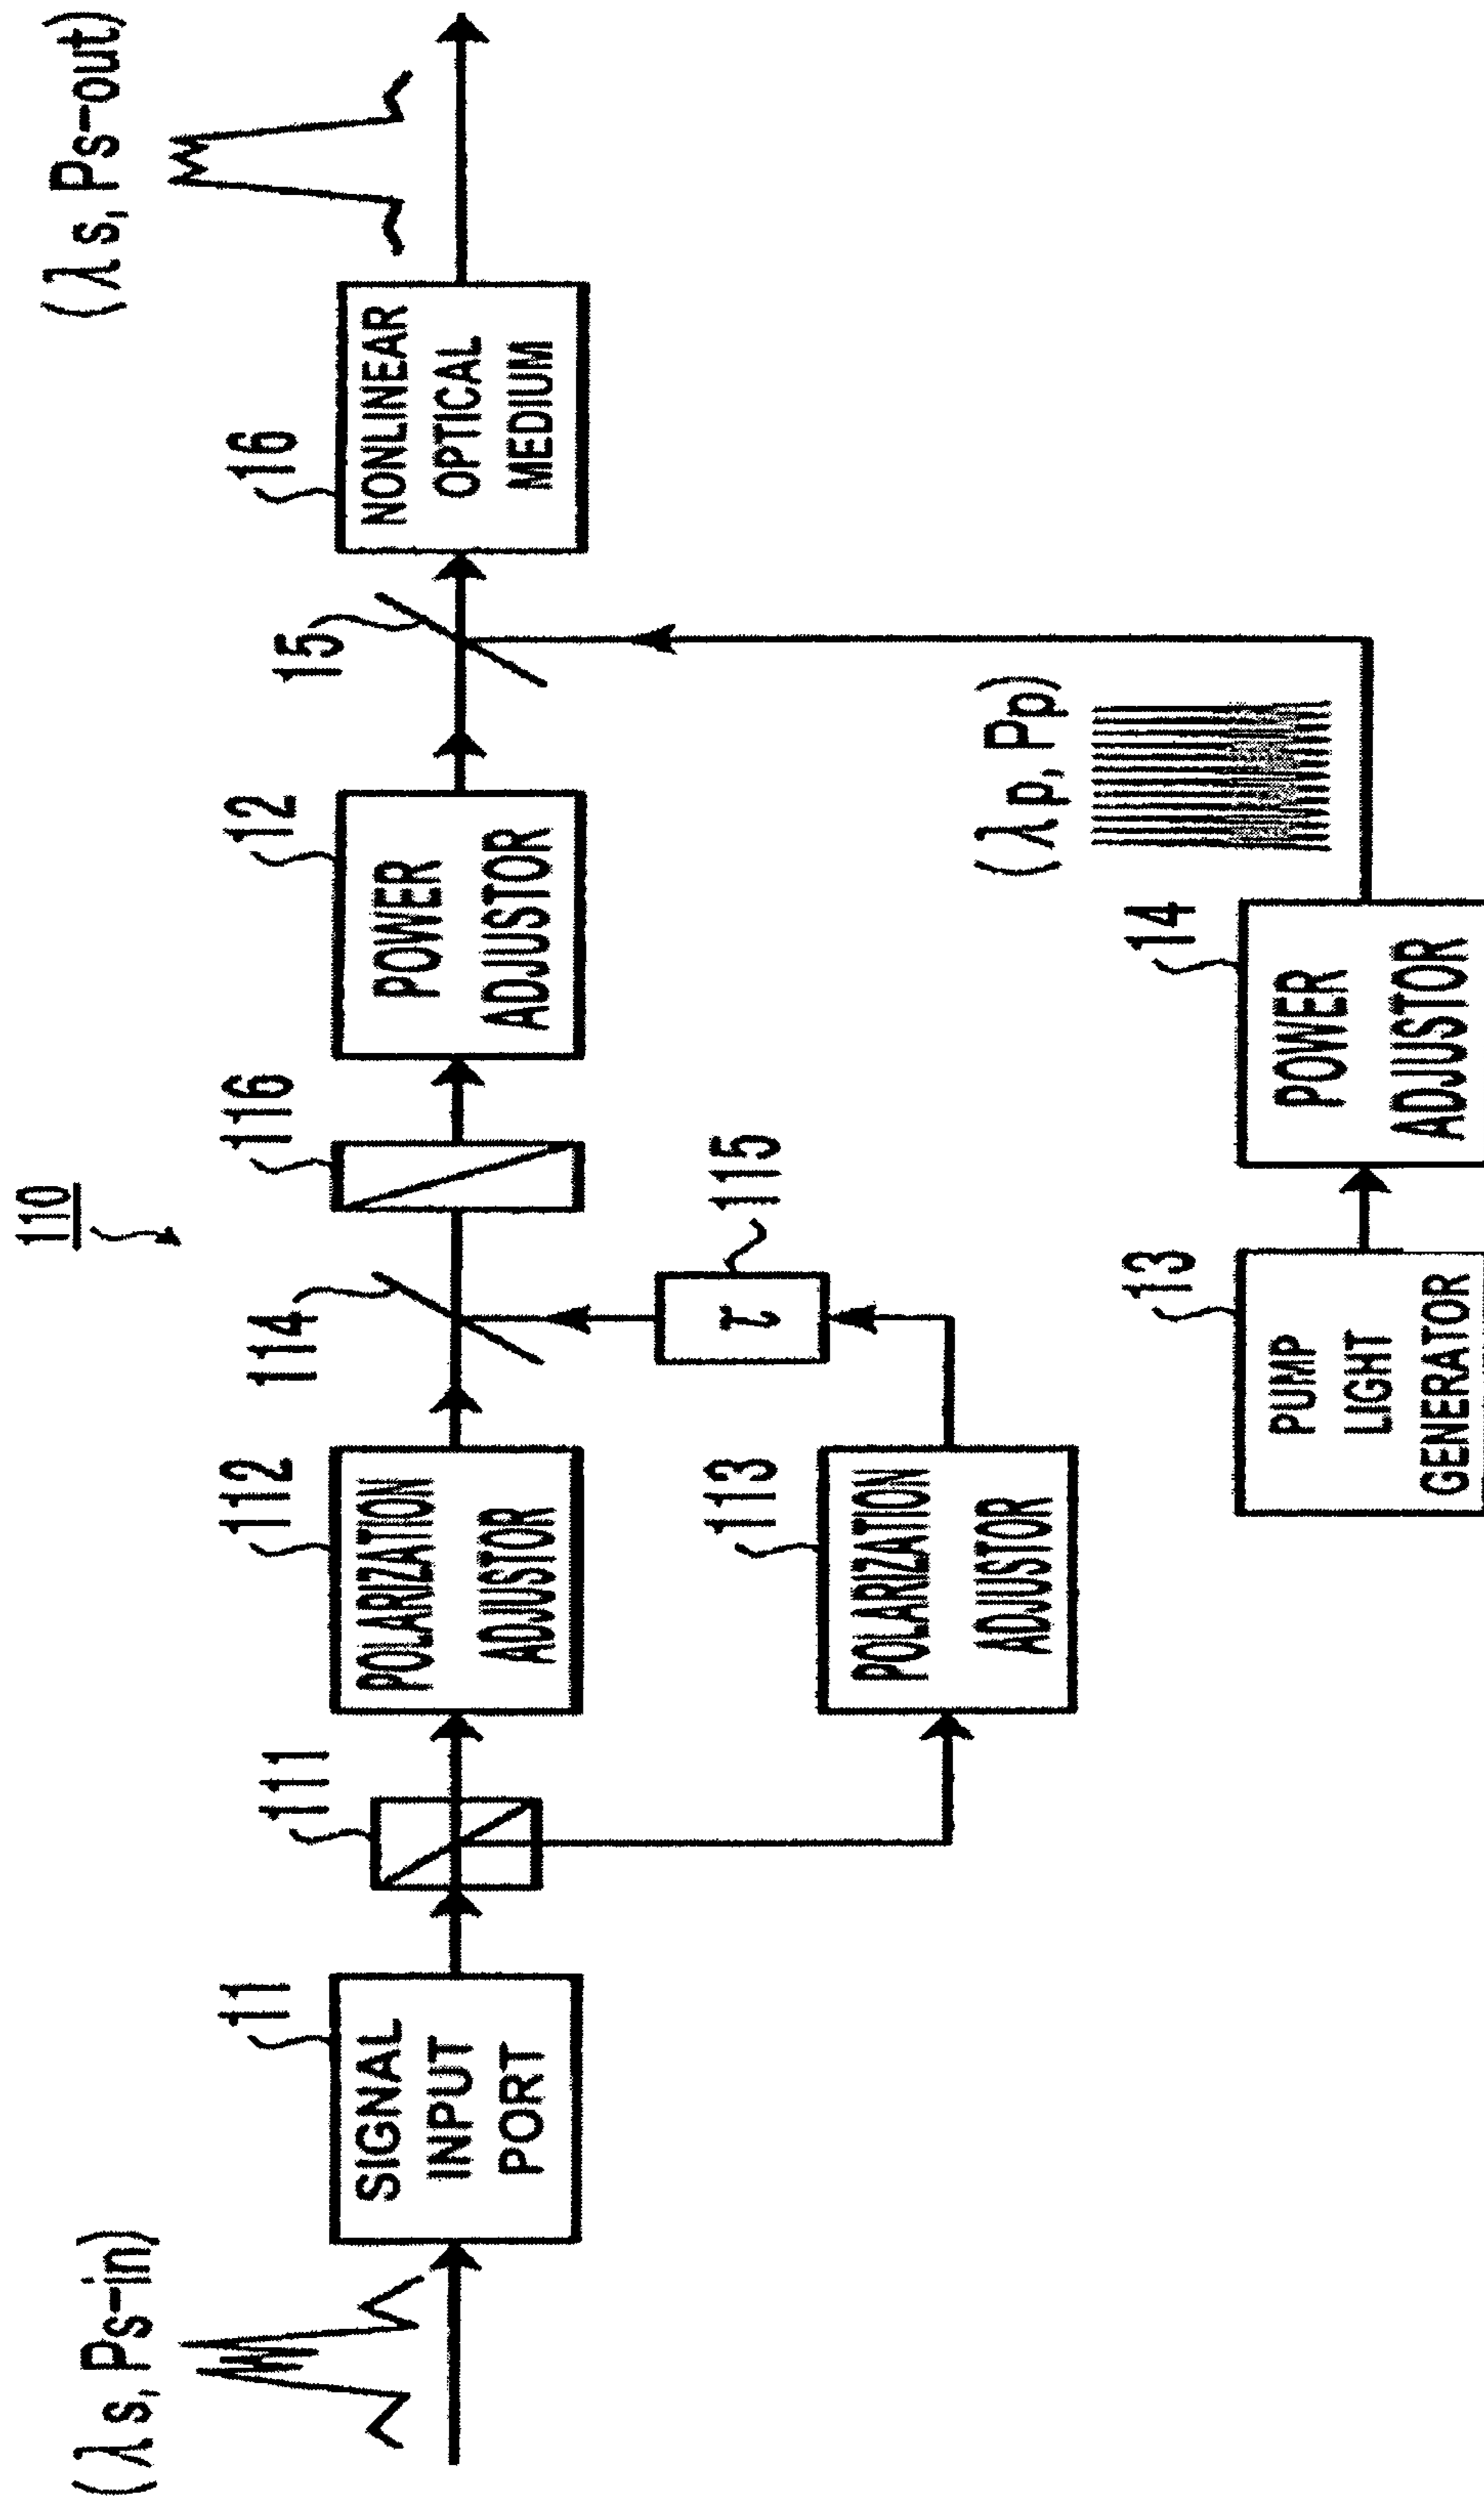 110
(λs, Ps-in)
(λs, Ps-out)
11
SIGNAL
INPUT
PORT
111
112
POLARIZATION
ADJUSTOR
114
116
12
POWER
ADJUSTOR
15
16
NONLINEAR
OPTICAL
MEDIUM
113
POLARIZATION
ADJUSTOR
τ
115
(λp, Pp)
13
PUMP
LIGHT
GENERATOR
14
POWER
ADJUSTOR